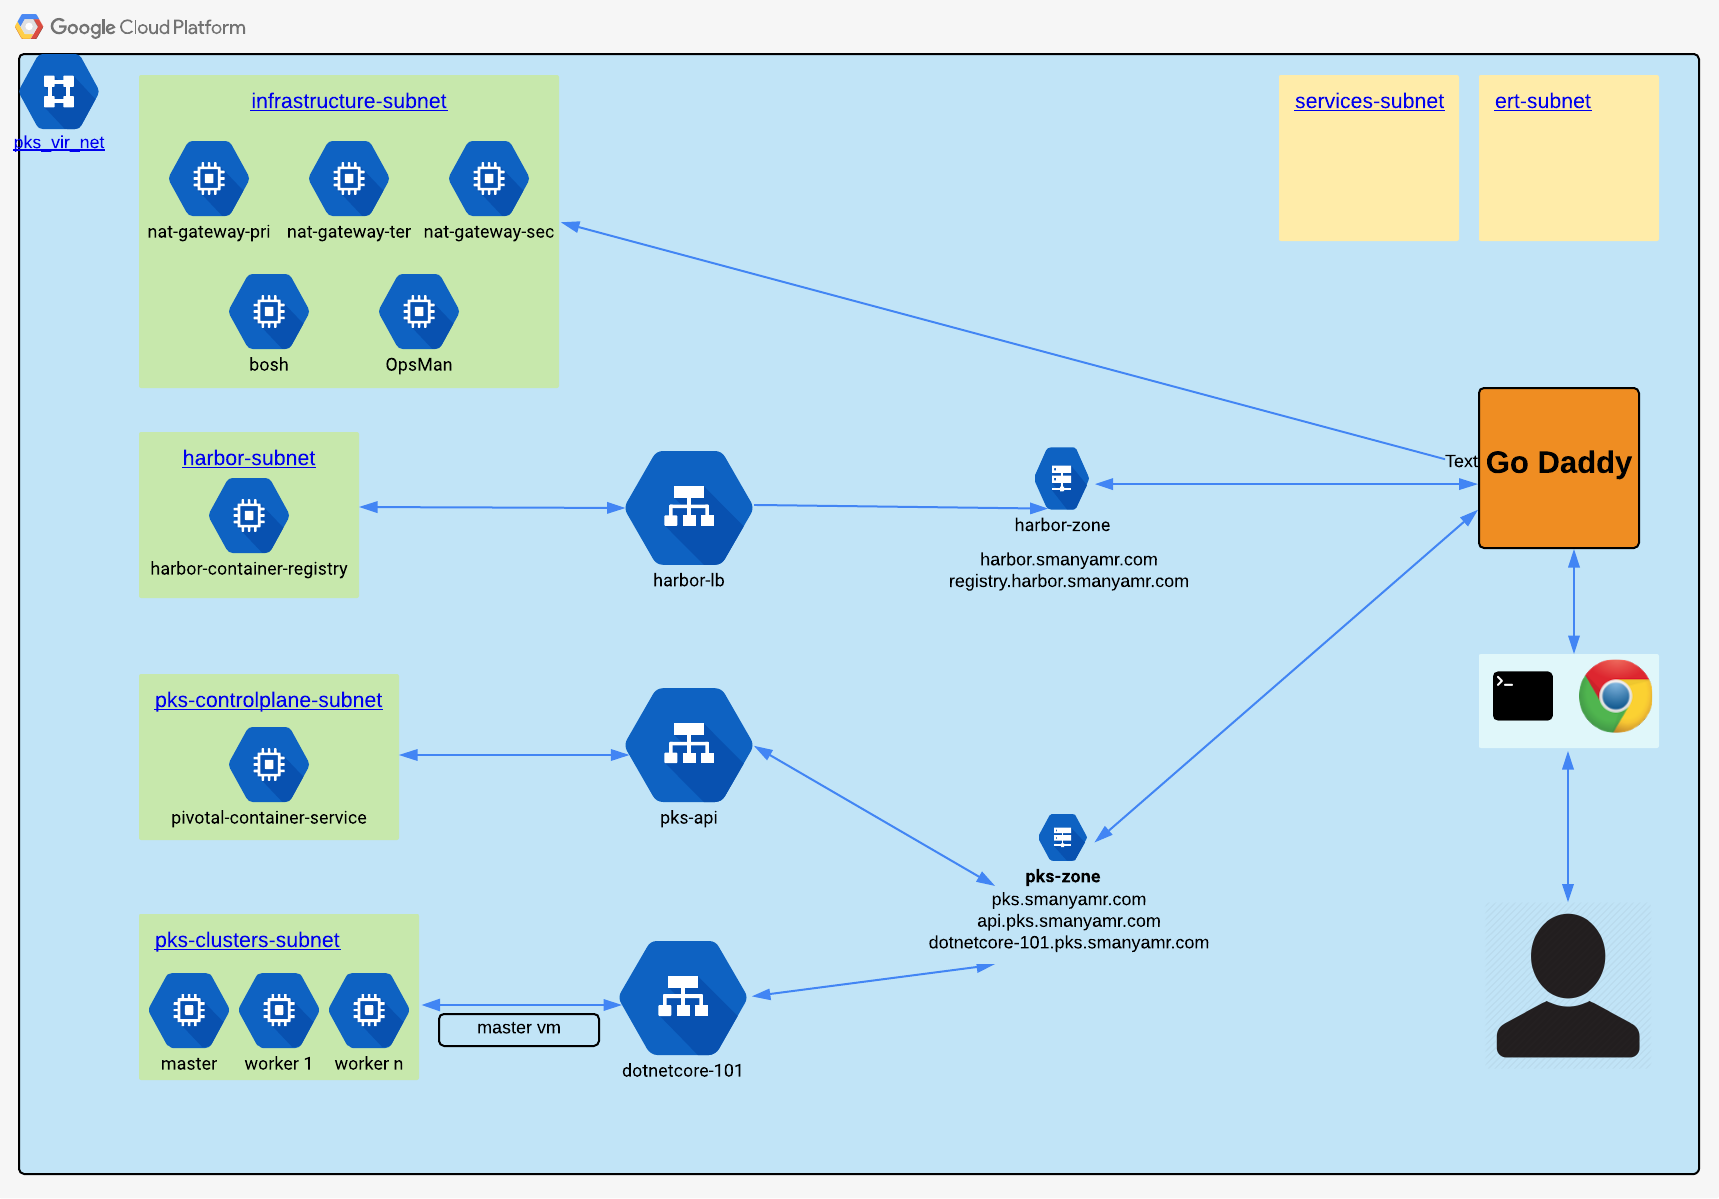 Google Cloud Platform
pks_vir_net
infrastructure-subnet
nat-gateway-pri
nat-gateway-ter
nat-gateway-sec
bosh
OpsMan
services-subnet
ert-subnet
harbor-subnet
harbor-container-registry
harbor-lb
harbor-zone
harbor.smanyamr.com
registry.harbor.smanyamr.com
Text
Go Daddy
pks-controlplane-subnet
pivotal-container-service
pks-api
pks-zone
pks.smanyamr.com
api.pks.smanyamr.com
dotnetcore-101.pks.smanyamr.com
>_
pks-clusters-subnet
master
worker 1
worker n
master vm
dotnetcore-101